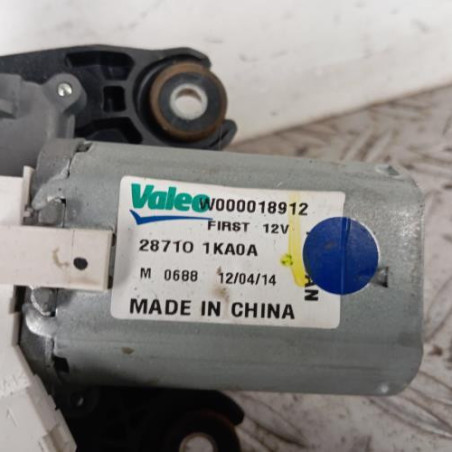 Valeo W000018912
FIRST 12V
28710 1KA0A
M 0688 12/04/14
MADE IN CHINA